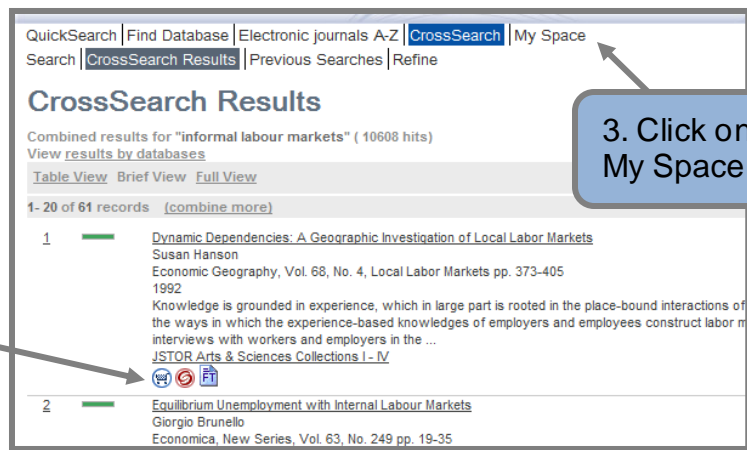 QuickSearch | Find Database | Electronic journals A-Z | CrossSearch | My Space
Search | CrossSearch Results | Previous Searches | Refine
CrossSearch Results
Combined results for "informal labour markets" ( 10608 hits)
View results by databases
Table View Brief View Full View
1- 20 of 61 records (combine more)
3. Click on
My Space
1 Dynamic Dependencies: A Geographic Investigation of Local Labor Markets
Susan Hanson
Economic Geography, Vol. 68, No. 4, Local Labor Markets pp. 373-405
1992
Knowledge is grounded in experience, which in large part is rooted in the place-bound interactions of
the ways in which the experience-based knowledges of employers and employees construct labor
interviews with workers and employers in the ...
JSTOR Arts & Sciences Collections I - IV
FT
2 Equilibrium Unemployment with Internal Labour Markets
Giorgio Brunello
Economica, New Series, Vol. 63, No. 249 pp. 19-35